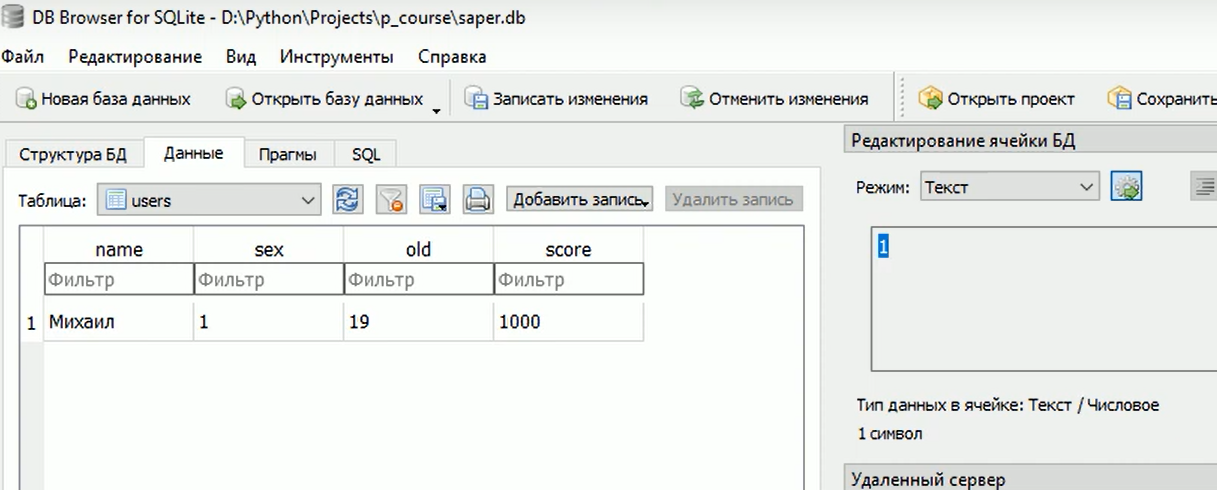 DB Browser for SQLite - D:\Python\Projects\p_course\saper.db
Файл Редактирование Вид Инструменты Справка
Новая база данных Открыть базу данных Записать изменения Отменить изменения Открыть проект Сохранить
Структура БД Данные Прагмы SQL
Таблица: users Добавить запись Удалить запись
name sex old score
Фильтр Фильтр Фильтр Фильтр
1 Михаил 1 19 1000
Редактирование ячейки БД
Режим: Текст
1
Тип данных в ячейке: Текст / Числовое
1 символ
Удаленный сервер